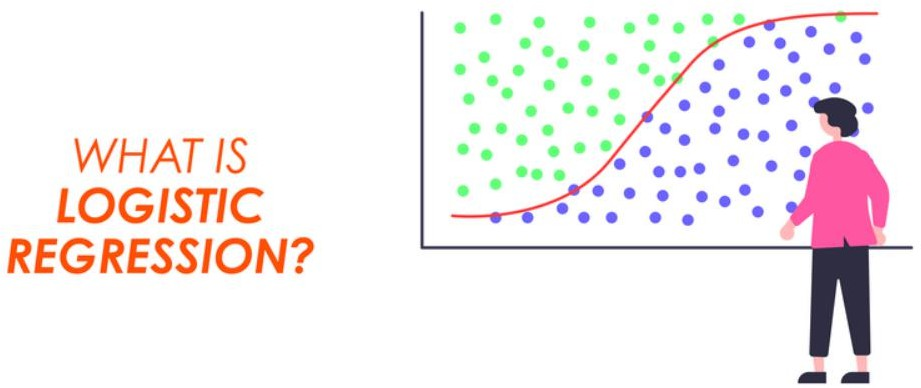 WHAT IS
LOGISTIC
REGRESSION?